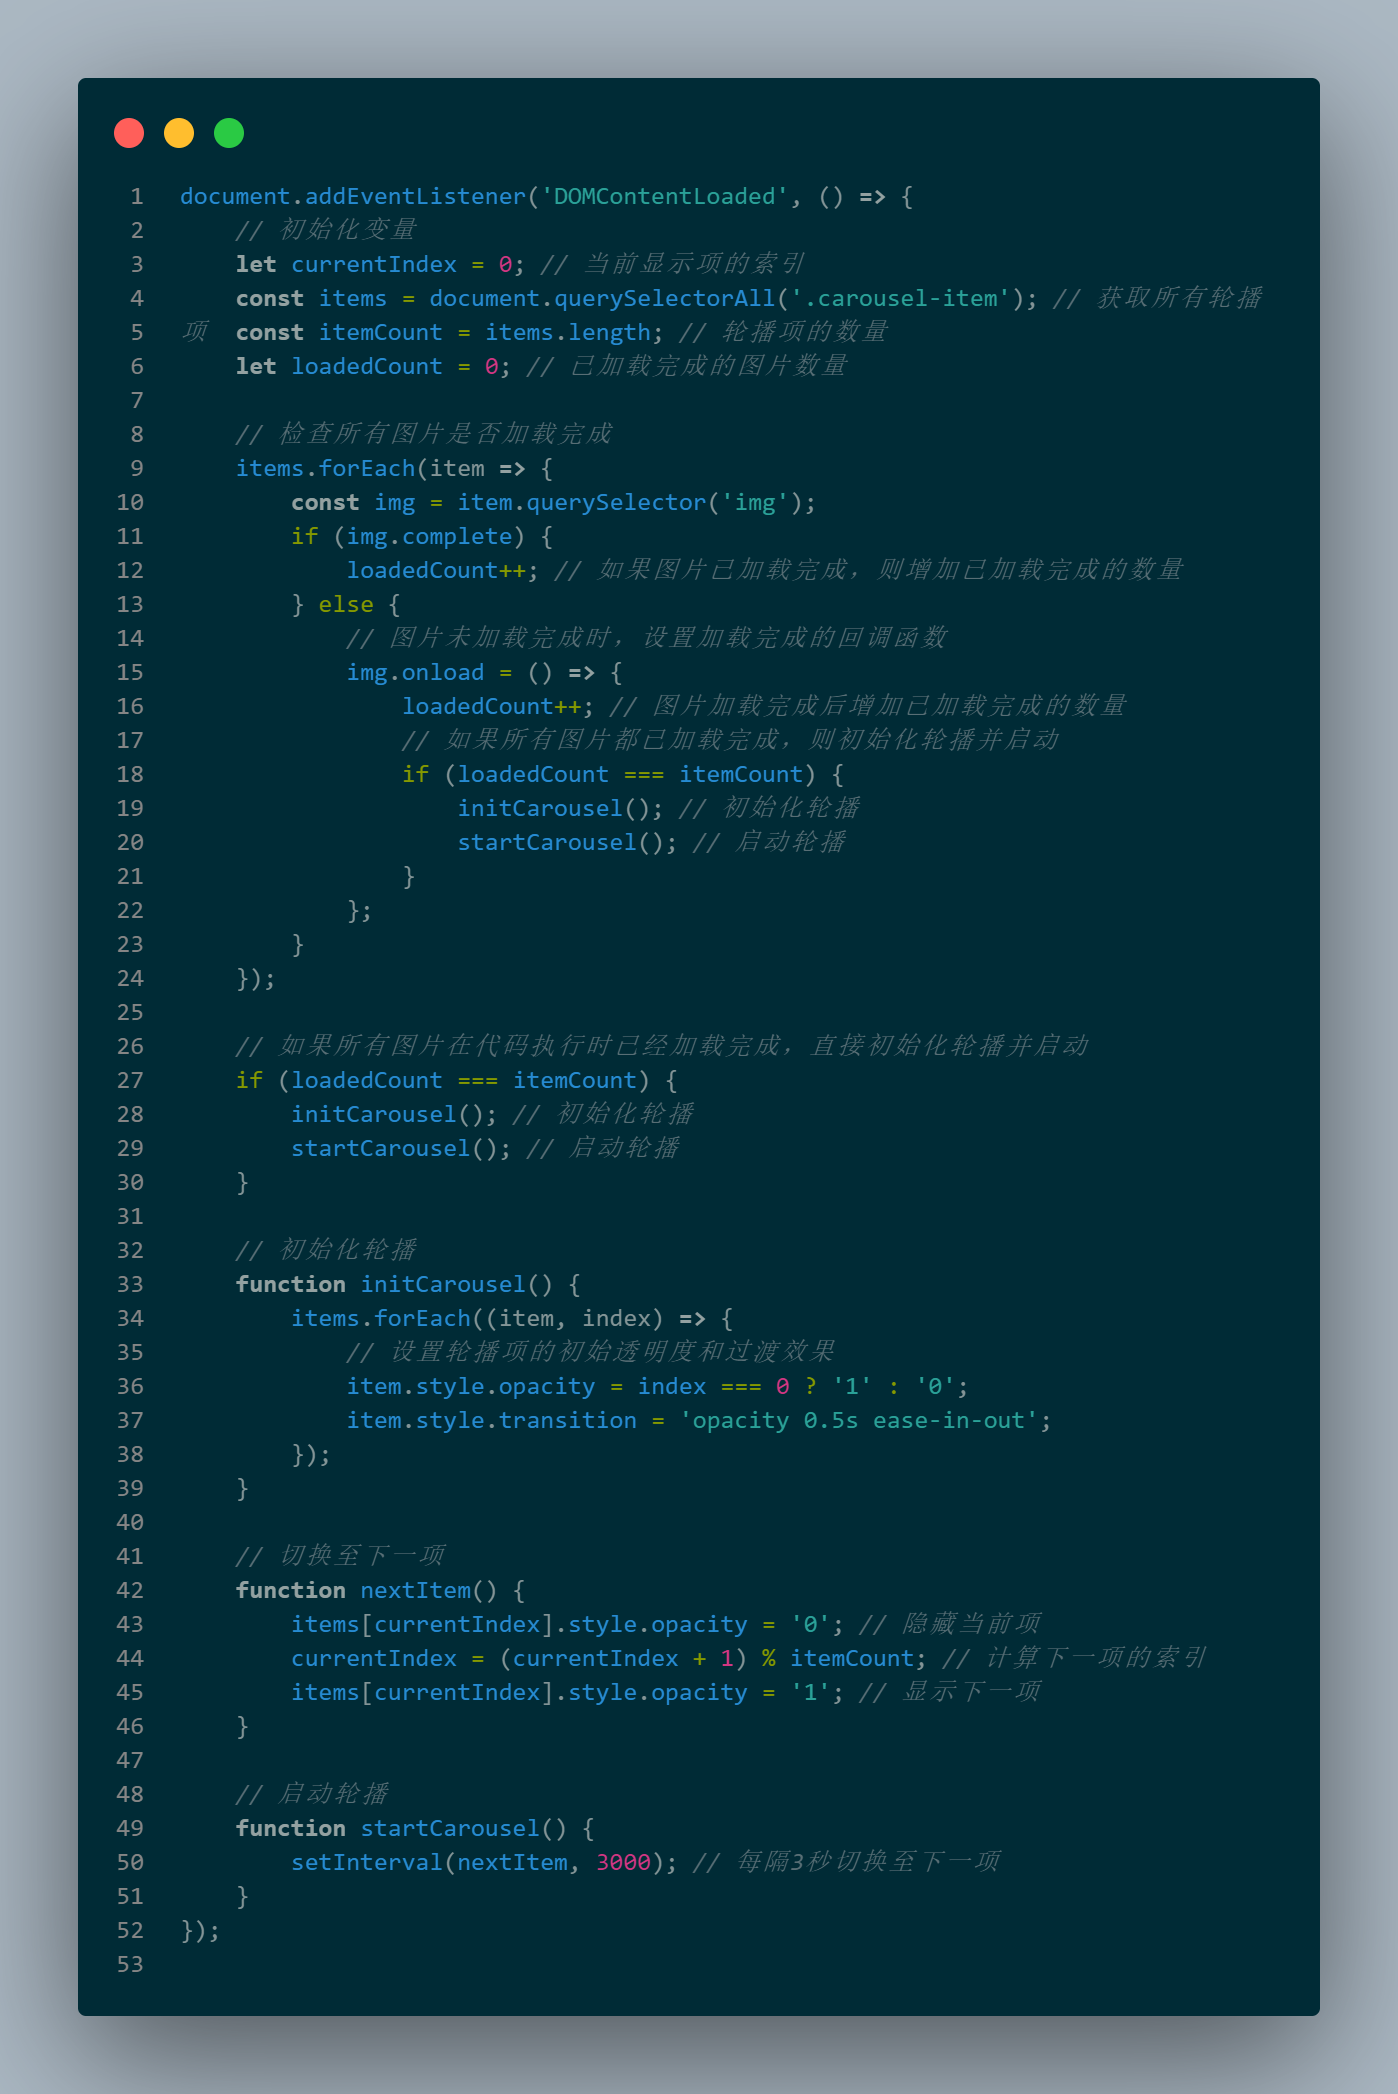 1 document.addEventListener('DOMContentLoaded', () => {
2     // 初始化变量
3     let currentIndex = 0; // 当前显示项的索引
4     const items = document.querySelectorAll('.carousel-item'); // 获取所有轮播
5 项  const itemCount = items.length; // 轮播项的数量
6     let loadedCount = 0; // 已加载完成的图片数量
7
8     // 检查所有图片是否加载完成
9     items.forEach(item => {
10         const img = item.querySelector('img');
11         if (img.complete) {
12             loadedCount++; // 如果图片已加载完成，则增加已加载完成的数量
13         } else {
14             // 图片未加载完成时，设置加载完成的回调函数
15             img.onload = () => {
16                 loadedCount++; // 图片加载完成后增加已加载完成的数量
17                 // 如果所有图片都已加载完成，则初始化轮播并启动
18                 if (loadedCount === itemCount) {
19                     initCarousel(); // 初始化轮播
20                     startCarousel(); // 启动轮播
21                 }
22             };
23         }
24     });
25
26     // 如果所有图片在代码执行时已经加载完成，直接初始化轮播并启动
27     if (loadedCount === itemCount) {
28         initCarousel(); // 初始化轮播
29         startCarousel(); // 启动轮播
30     }
31
32     // 初始化轮播
33     function initCarousel() {
34         items.forEach((item, index) => {
35             // 设置轮播项的初始透明度和过渡效果
36             item.style.opacity = index === 0 ? '1' : '0';
37             item.style.transition = 'opacity 0.5s ease-in-out';
38         });
39     }
40
41     // 切换至下一项
42     function nextItem() {
43         items[currentIndex].style.opacity = '0'; // 隐藏当前项
44         currentIndex = (currentIndex + 1) % itemCount; // 计算下一项的索引
45         items[currentIndex].style.opacity = '1'; // 显示下一项
46     }
47
48     // 启动轮播
49     function startCarousel() {
50         setInterval(nextItem, 3000); // 每隔3秒切换至下一项
51     }
52 });
53